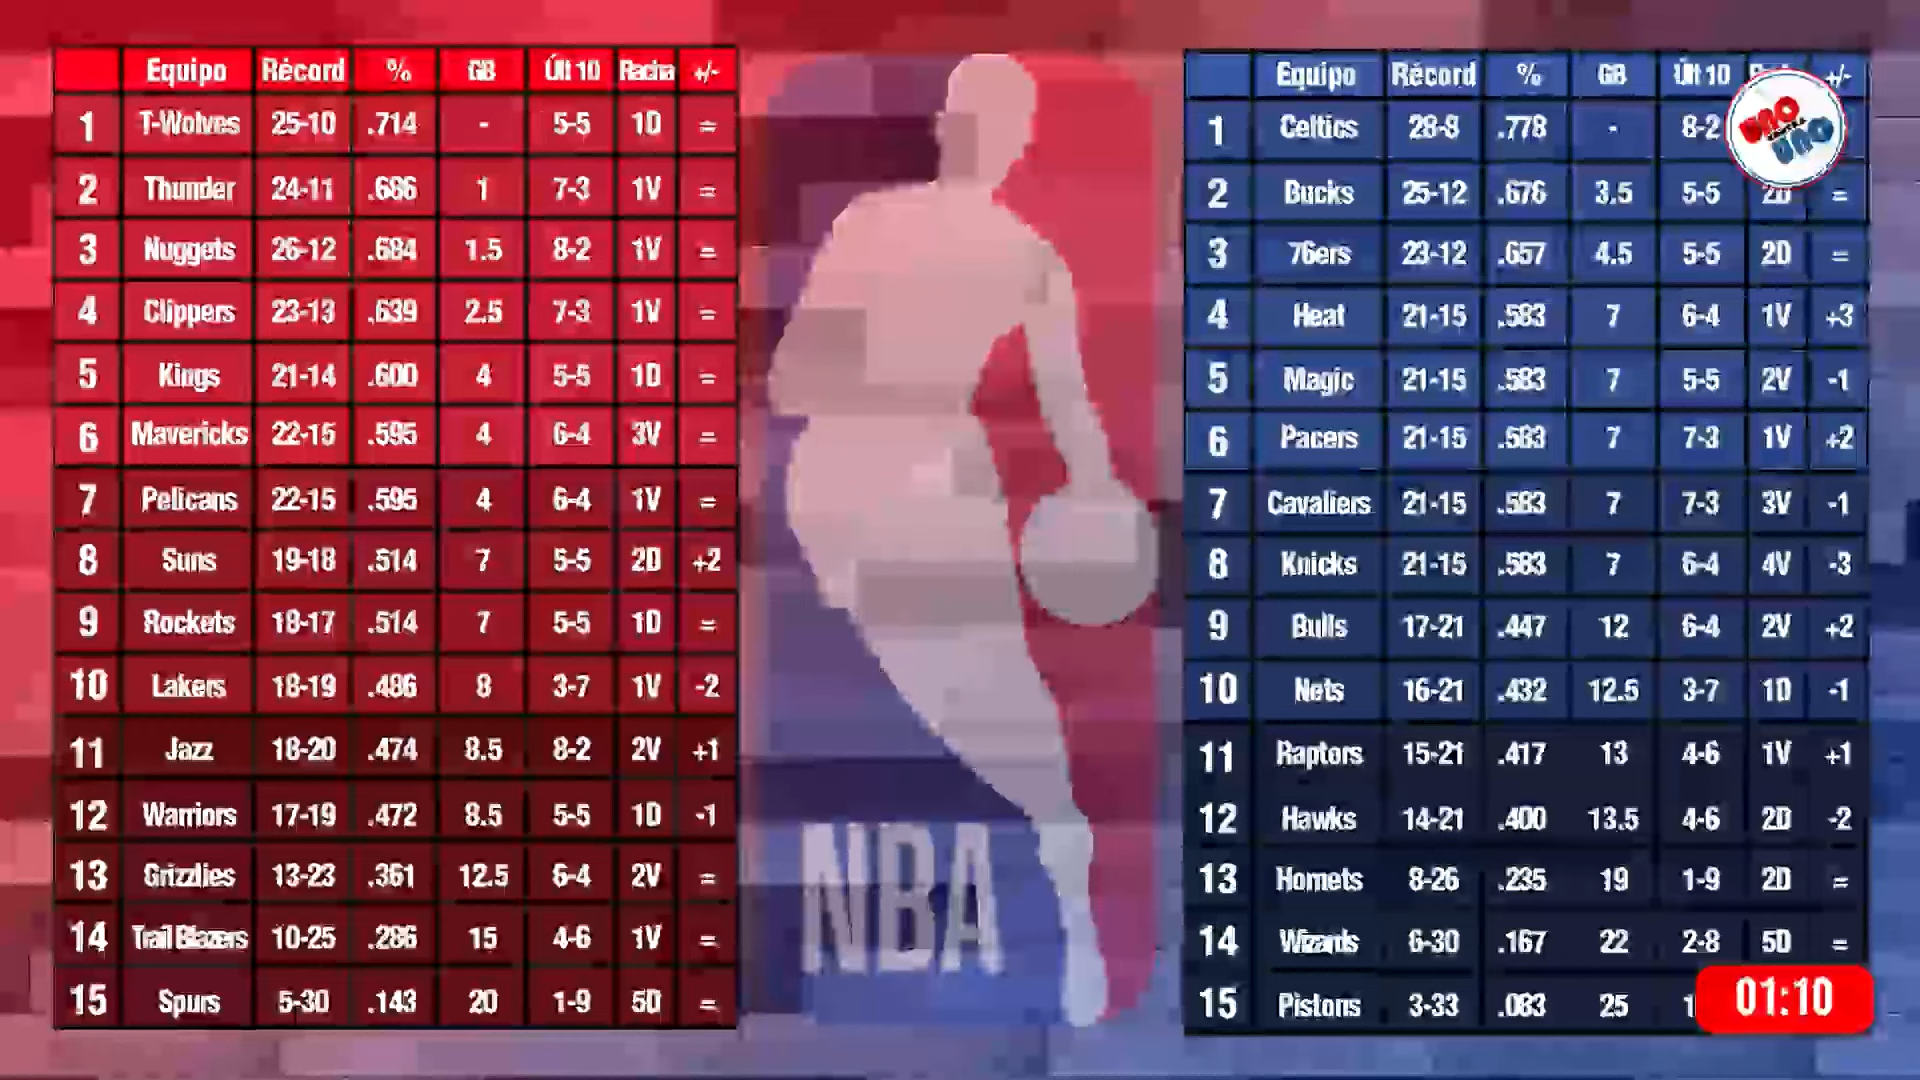 Equipo Récord % GB Últ 10 Racha +/-
1 T-Wolves 25-10 .714 - 5-5 1D =
2 Thunder 24-11 .686 1 7-3 1V =
3 Nuggets 26-12 .684 1.5 8-2 1V =
4 Clippers 23-13 .639 2.5 7-3 1V =
5 Kings 21-14 .600 4 5-5 1D =
6 Mavericks 22-15 .595 4 6-4 3V =
7 Pelicans 22-15 .595 4 6-4 1V =
8 Suns 19-18 .514 7 5-5 2D +2
9 Rockets 18-17 .514 7 5-5 1D =
10 Lakers 18-19 .486 8 3-7 1V -2
11 Jazz 18-20 .474 8.5 8-2 2V +1
12 Warriors 17-19 .472 8.5 5-5 1D -1
13 Grizzlies 13-23 .361 12.5 6-4 2V =
14 Trail Blazers 10-25 .286 15 4-6 1V =
15 Spurs 5-30 .143 20 1-9 5D =
NBA
Equipo Récord % GB Últ 10 +/-
1 Celtics 28-8 .778 - 8-2
2 Bucks 25-12 .676 3.5 5-5 2D =
3 76ers 23-12 .657 4.5 5-5 2D =
4 Heat 21-15 .583 7 6-4 1V +3
5 Magic 21-15 .583 7 5-5 2V -1
6 Pacers 21-15 .583 7 7-3 1V +2
7 Cavaliers 21-15 .583 7 7-3 3V -1
8 Knicks 21-15 .583 7 6-4 4V -3
9 Bulls 17-21 .447 12 6-4 2V +2
10 Nets 16-21 .432 12.5 3-7 1D -1
11 Raptors 15-21 .417 13 4-6 1V +1
12 Hawks 14-21 .400 13.5 4-6 2D -2
13 Hornets 8-26 .235 19 1-9 2D =
14 Wizards 6-30 .167 22 2-8 5D =
15 Pistons 3-33 .083 25
UNO
UNO
01:10